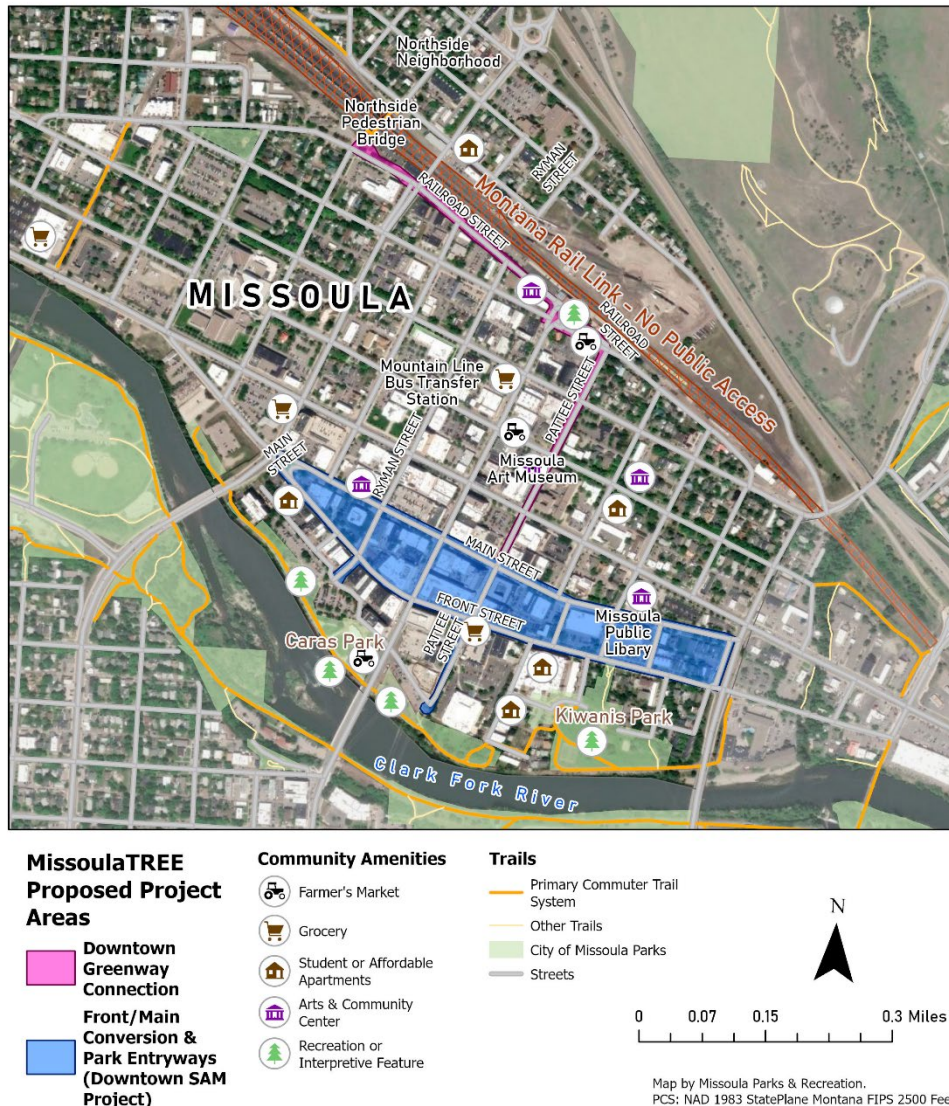 Northside
Neighborhood
Northside
Pedestrian
Bridge
RYMAN
STREET
RAILROAD STREET
Montana Rail Link - No Public Access
MISSOULA
RAILROAD
STREET
Mountain Line
Bus Transfer
Station
PATTEE STREET
MAIN
STREET
RYMAN STREET
Missoula
Art Museum
MAIN STREET
FRONT STREET
PATTEE
STREET
Missoula
Public
Libary
Caras Park
Kiwanis Park
Clark Fork River
MissoulaTREE
Proposed Project
Areas
Downtown
Greenway
Connection
Front/Main
Conversion &
Park Entryways
(Downtown SAM
Project)
Community Amenities
Farmer's Market
Grocery
Student or Affordable
Apartments
Arts & Community
Center
Recreation or
Interpretive Feature
Trails
Primary Commuter Trail
System
Other Trails
City of Missoula Parks
Streets
N
0 0.07 0.15 0.3 Miles
Map by Missoula Parks & Recreation.
PCS: NAD 1983 StatePlane Montana FIPS 2500 Fee